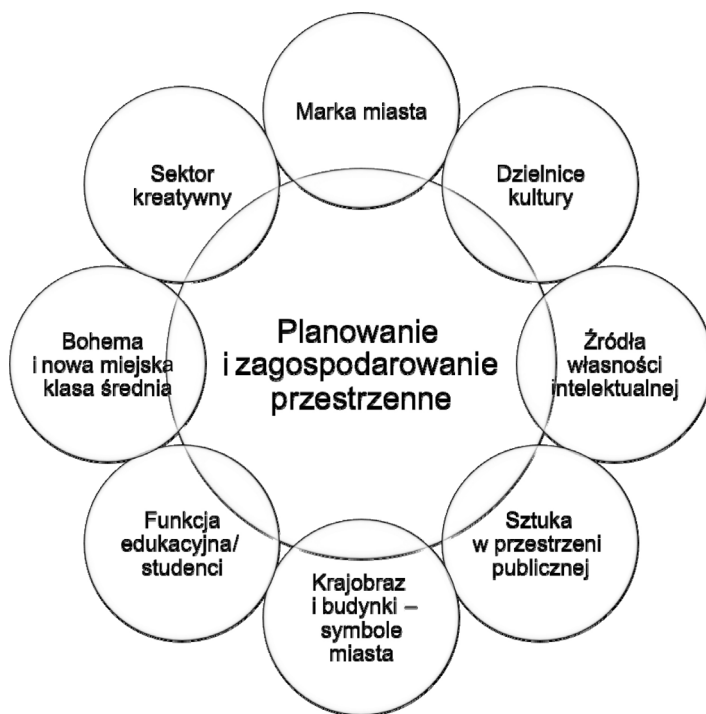 Marka miasta
Dzielnice
kultury
Źródła
własności
intelektualnej
Sztuka
w przestrzeni
publicznej
Krajobraz
i budynki –
symbole
miasta
Funkcja
edukacyjna/
studenci
Bohema
i nowa miejska
klasa średnia
Sektor
kreatywny
Planowanie
i zagospodarowanie
przestrzenne